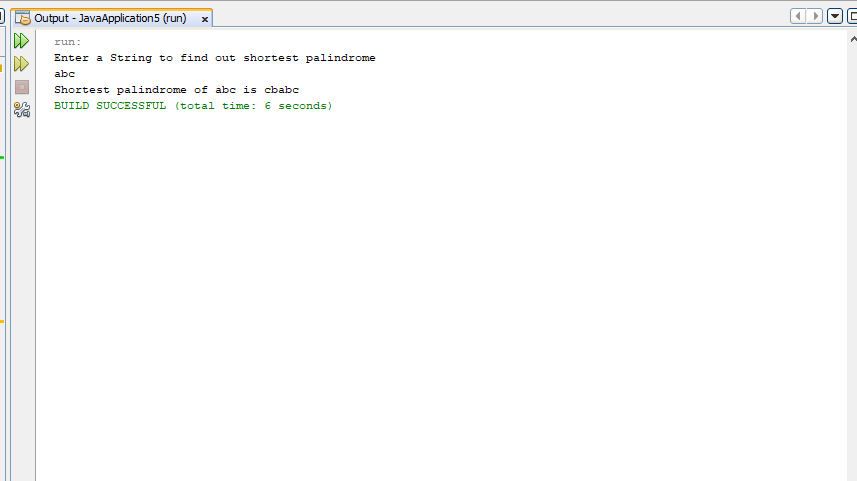 Output - JavaApplication5 (run)
run:
Enter a String to find out shortest palindrome
abc
Shortest palindrome of abc is cbabc
BUILD SUCCESSFUL (total time: 6 seconds)